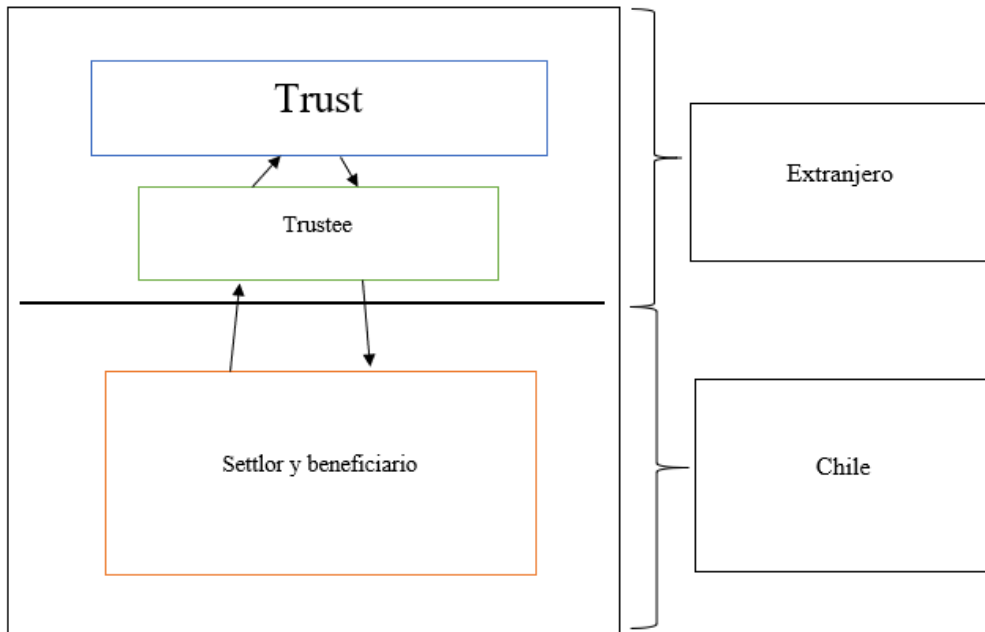 Trust
Extranjero
Trustee
Settlor y beneficiario
Chile